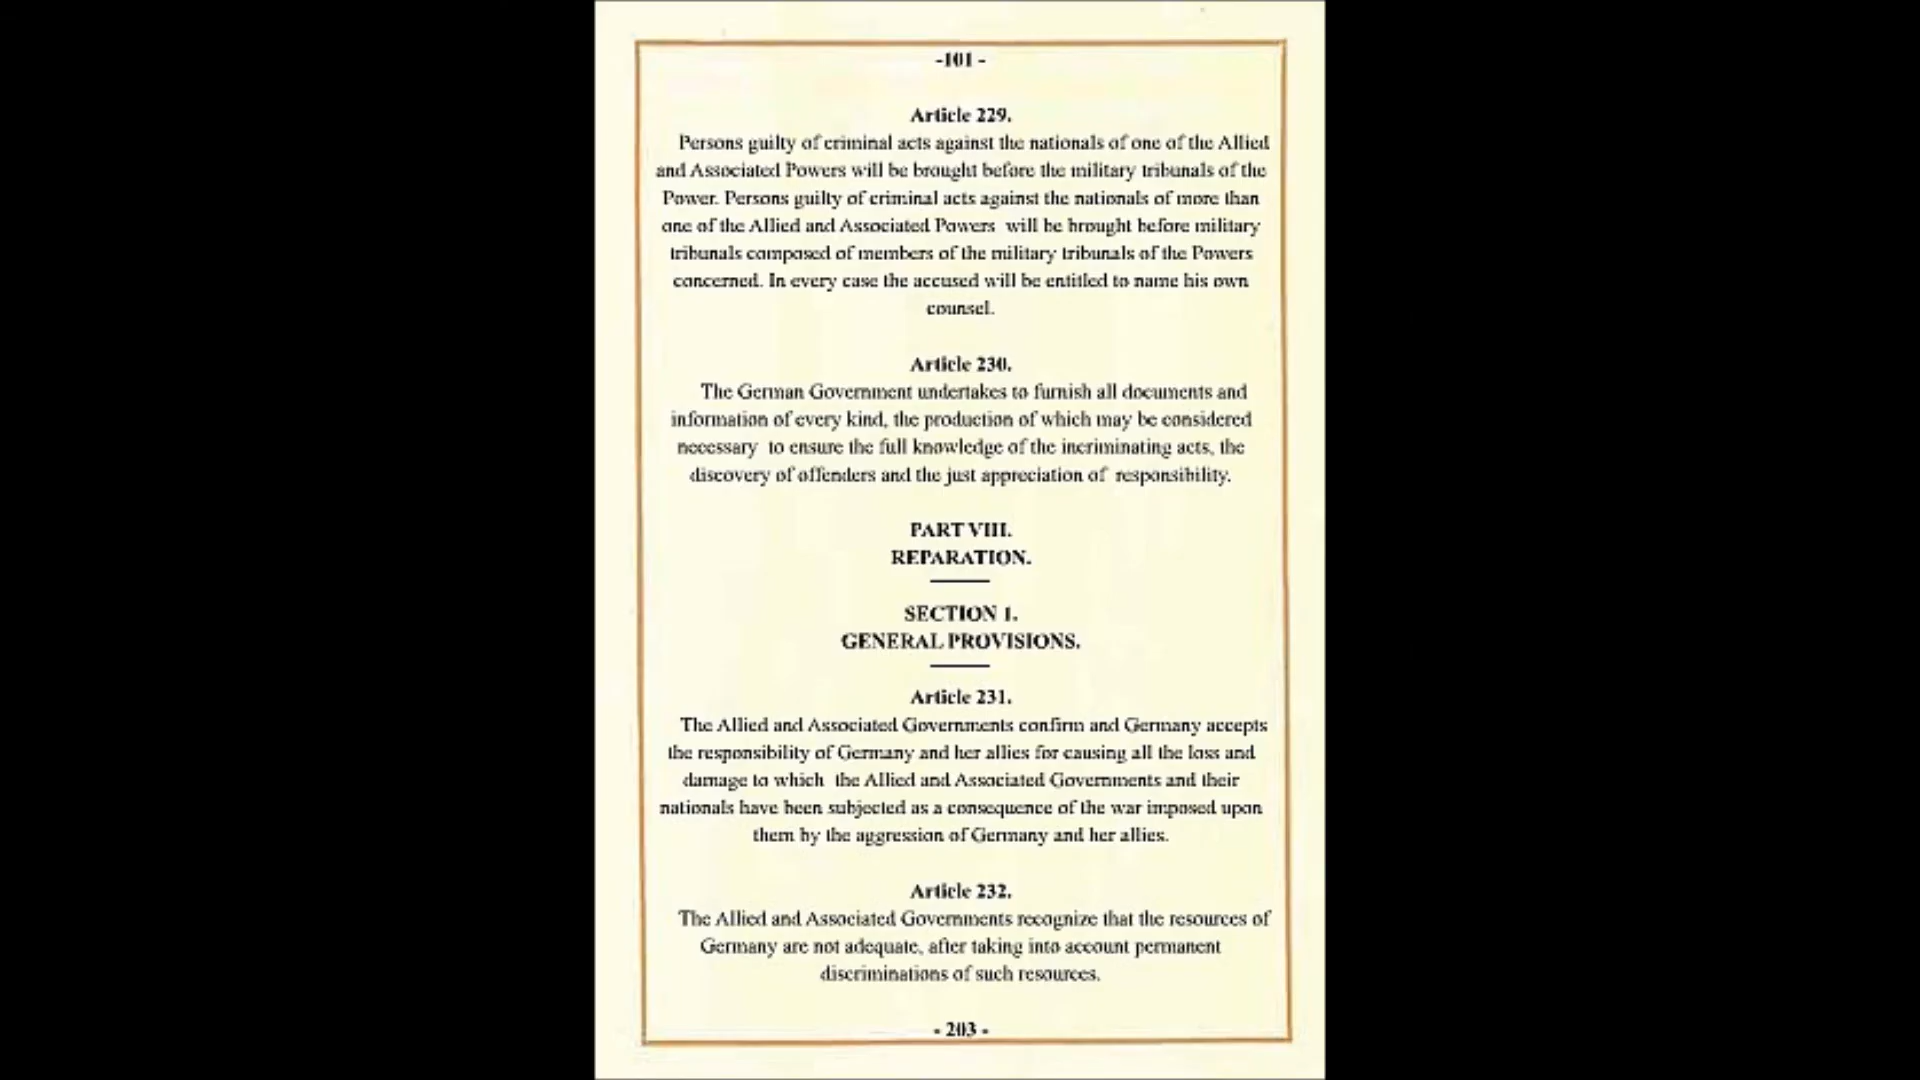 -101 -
Article 229.
Persons guilty of criminal acts against the nationals of one of the Allied
and Associated Powers will be brought before the military tribunals of the
Power. Persons guilty of criminal acts against the nationals of more than
one of the Allied and Associated Powers will be brought before military
tribunals composed of members of the military tribunals of the Powers
concerned. In every case the accused will be entitled to name his own
counsel.
Article 230.
The German Government undertakes to furnish all documents and
information of every kind, the production of which may be considered
necessary to ensure the full knowledge of the incriminating acts, the
discovery of offenders and the just appreciation of responsibility.
PART VIII.
REPARATION.
SECTION 1.
GENERAL PROVISIONS.
Article 231.
The Allied and Associated Governments confirm and Germany accepts
the responsibility of Germany and her allies for causing all the loss and
damage to which the Allied and Associated Governments and their
nationals have been subjected as a consequence of the war imposed upon
them by the aggression of Germany and her allies.
Article 232.
The Allied and Associated Governments recognize that the resources of
Germany are not adequate, after taking into account permanent
discriminations of such resources.
- 203 -